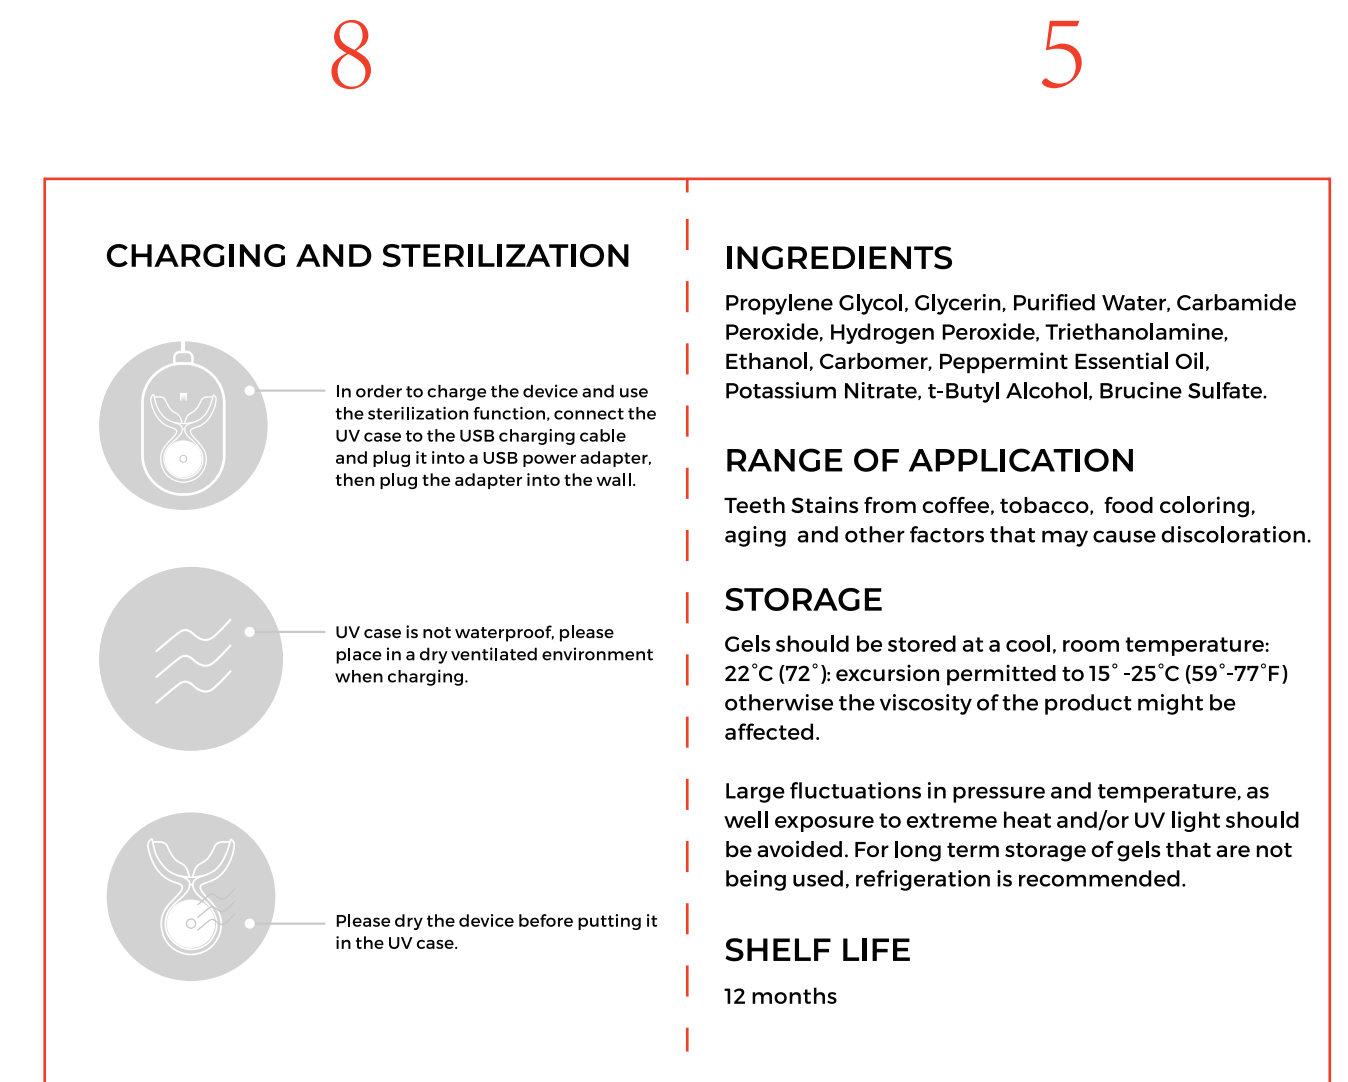 8
5
CHARGING AND STERILIZATION
In order to charge the device and use
the sterilization function, connect the
UV case to the USB charging cable
and plug it into a USB power adapter,
then plug the adapter into the wall.
UV case is not waterproof, please
place in a dry ventilated environment
when charging.
Please dry the device before putting it
in the UV case.
INGREDIENTS
Propylene Glycol, Glycerin, Purified Water, Carbamide
Peroxide, Hydrogen Peroxide, Triethanolamine,
Ethanol, Carbomer, Peppermint Essential Oil,
Potassium Nitrate, t-Butyl Alcohol, Brucine Sulfate.
RANGE OF APPLICATION
Teeth Stains from coffee, tobacco, food coloring,
aging and other factors that may cause discoloration.
STORAGE
Gels should be stored at a cool, room temperature:
22°C (72°): excursion permitted to 15° -25°C (59°-77°F)
otherwise the viscosity of the product might be
affected.
Large fluctuations in pressure and temperature, as
well exposure to extreme heat and/or UV light should
be avoided. For long term storage of gels that are not
being used, refrigeration is recommended.
SHELF LIFE
12 months